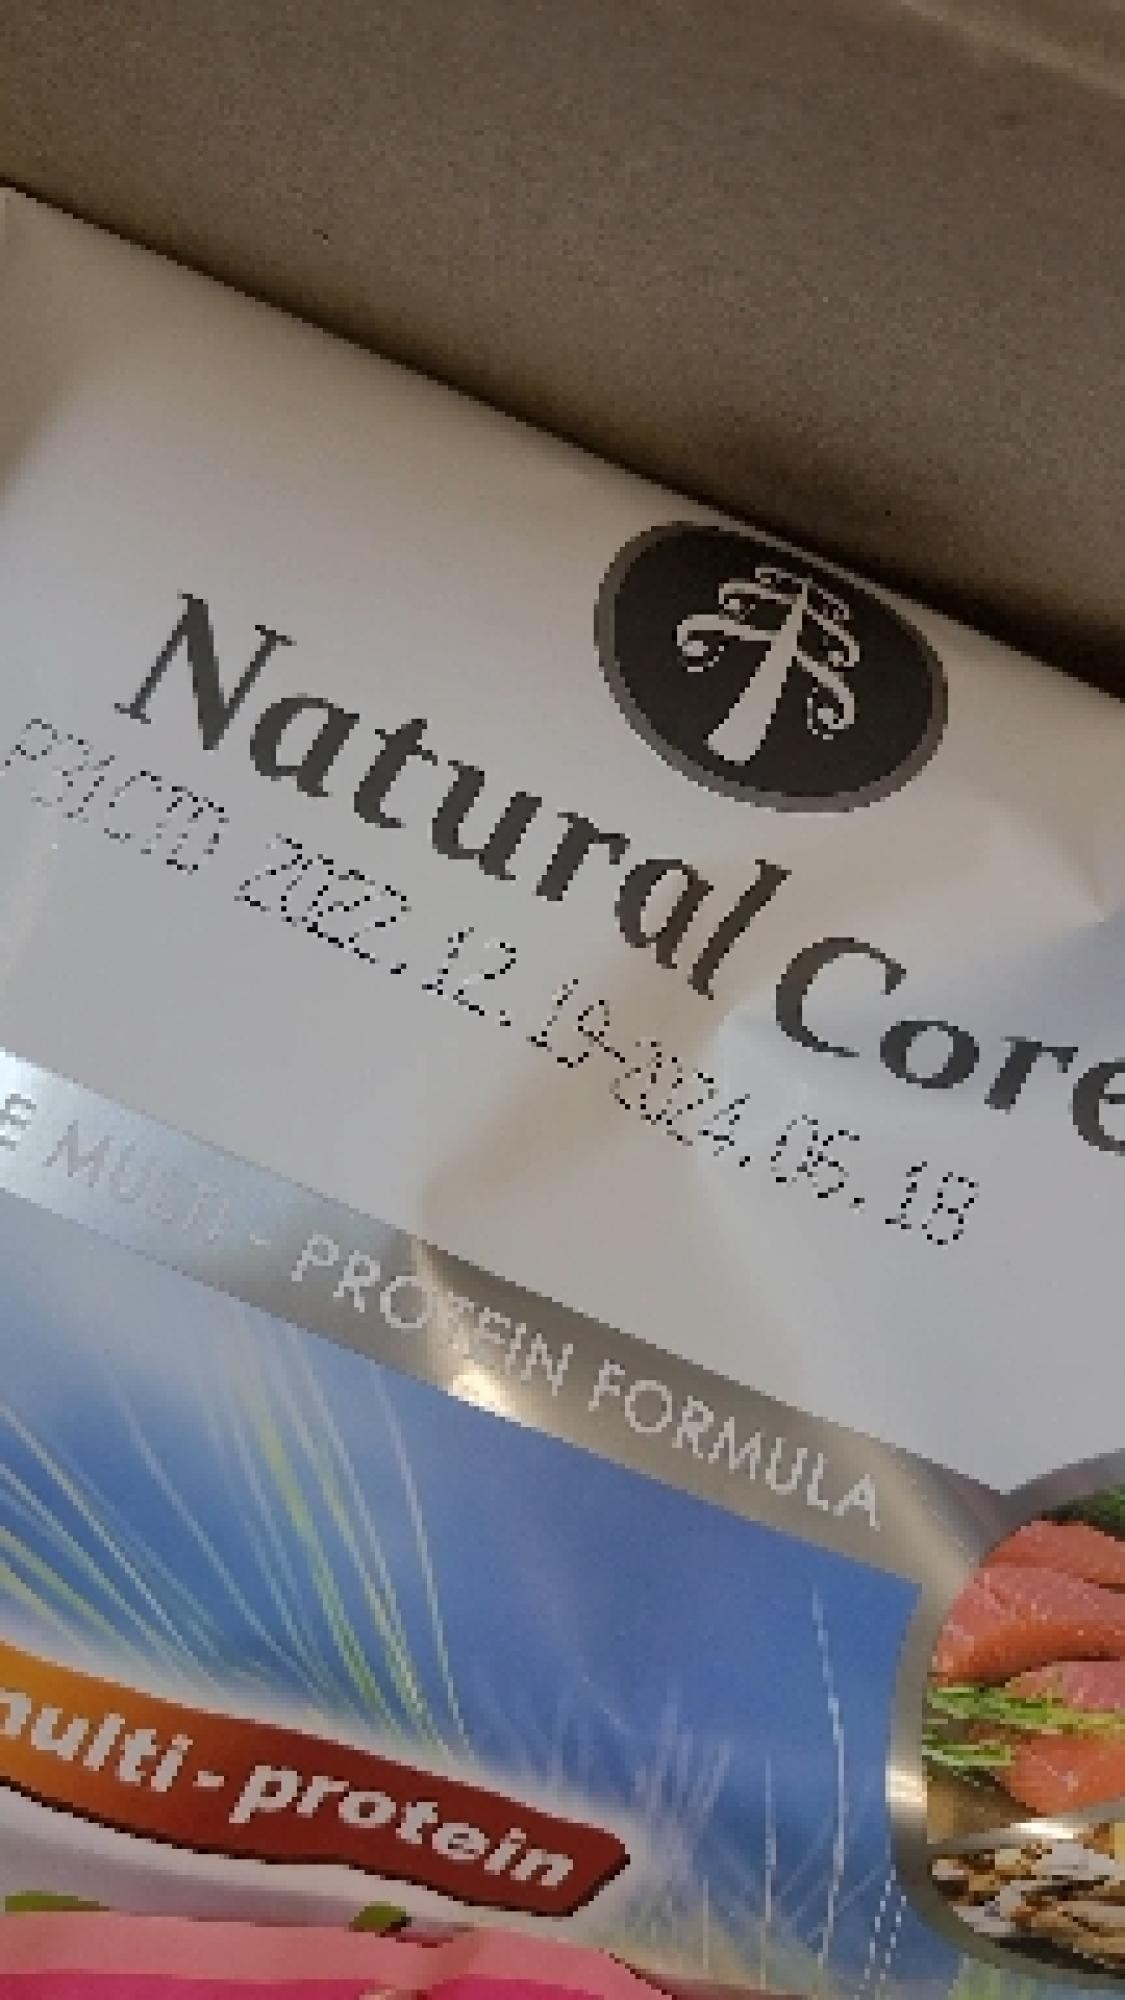 Natural Core
2022.12.19-2024.06.18
E MULTI - PROTEIN FORMULA
multi-protein